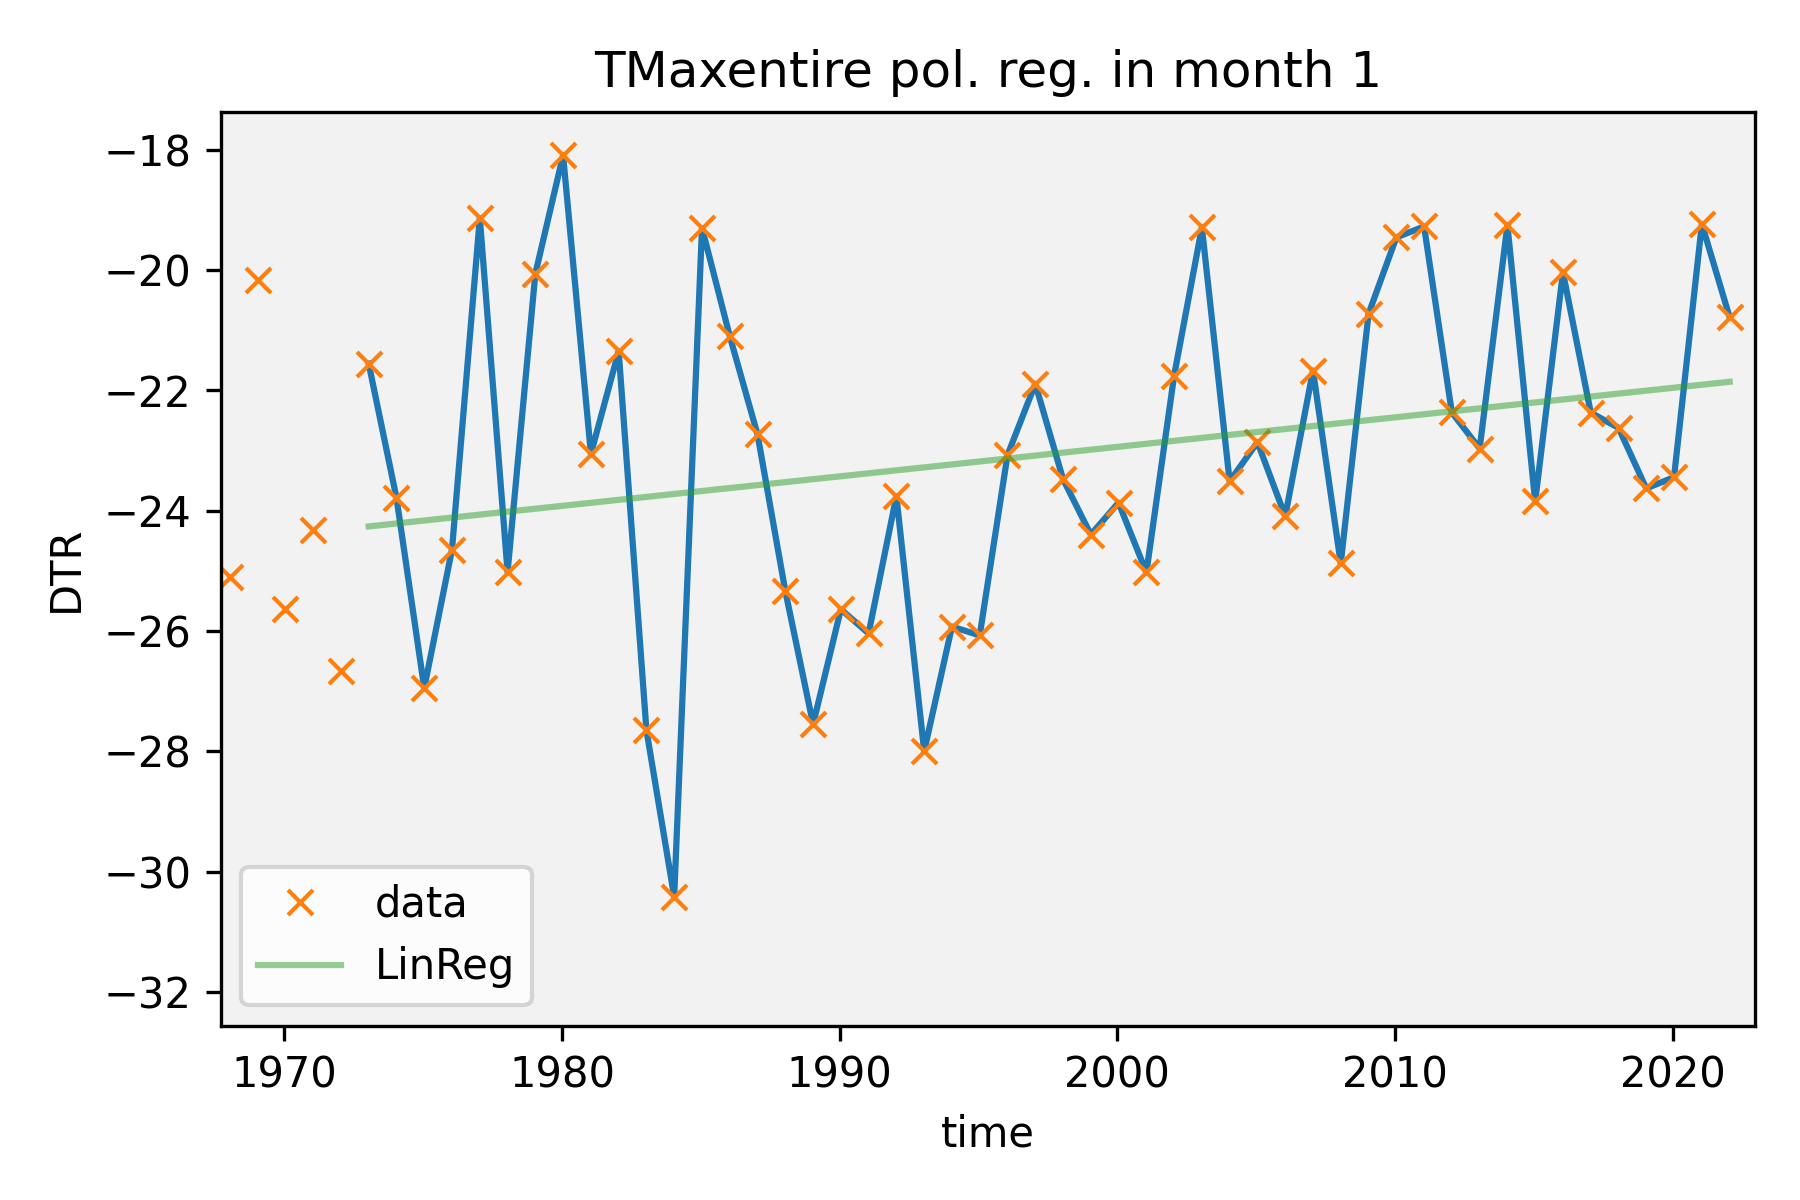 TMaxentire pol. reg. in month 1
DTR
−18
−20
−22
−24
−26
−28
−30
−32
data
LinReg
1970 1980 1990 2000 2010 2020
time